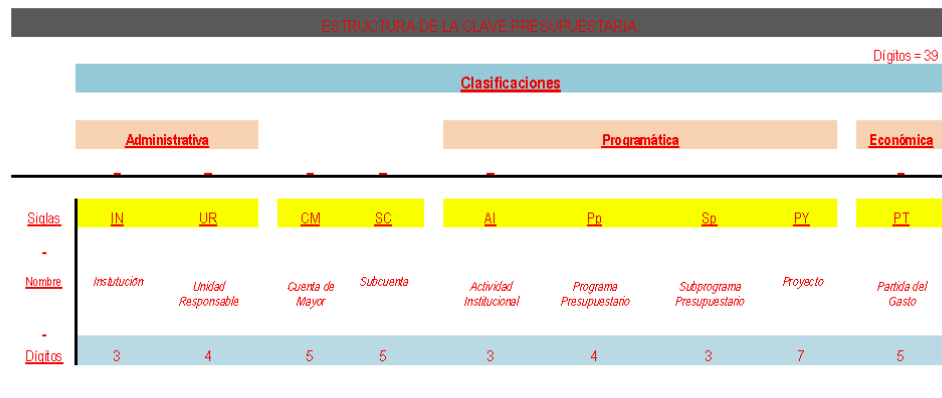 ESTRUCTURA DE LA CLAVE PRESUPUESTARIA
Dígitos = 39
Clasificaciones
Administrativa Programática Económica
Siglas IN UR CM SC AI Pp Sp PY PT
Nombre Instutución Unidad Responsable Cuenta de Mayor Subcuenta Actividad Institucional Programa Presupuestario Subprograma Presupuestario Proyecto Partida del Gasto
Dígitos 3 4 5 5 3 4 3 7 5